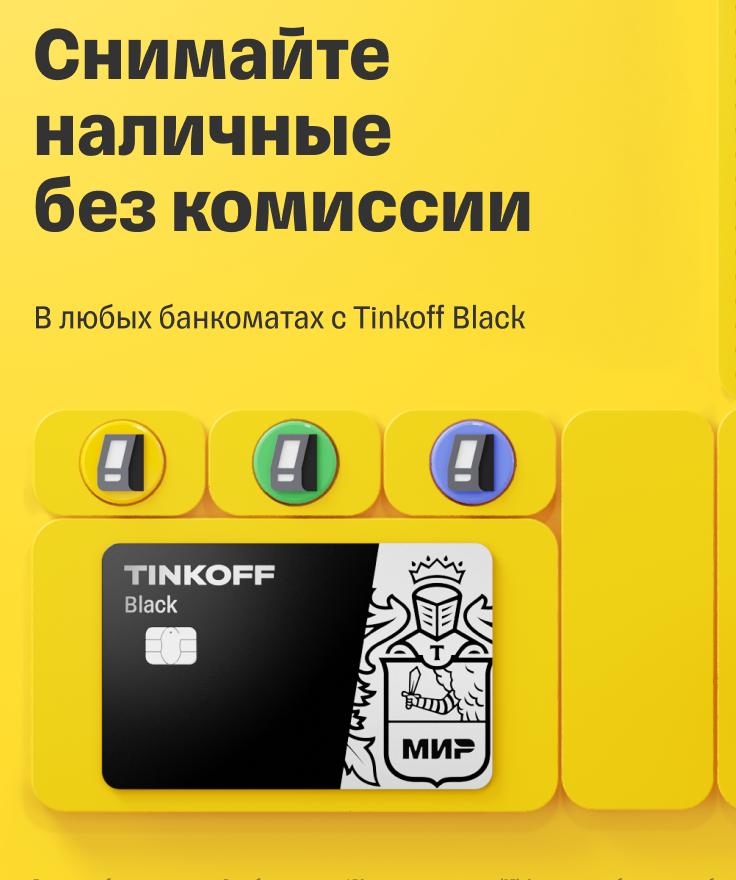 Снимайте
наличные
без комиссии
В любых банкоматах с Tinkoff Black
TINKOFF
Black
T
МИР